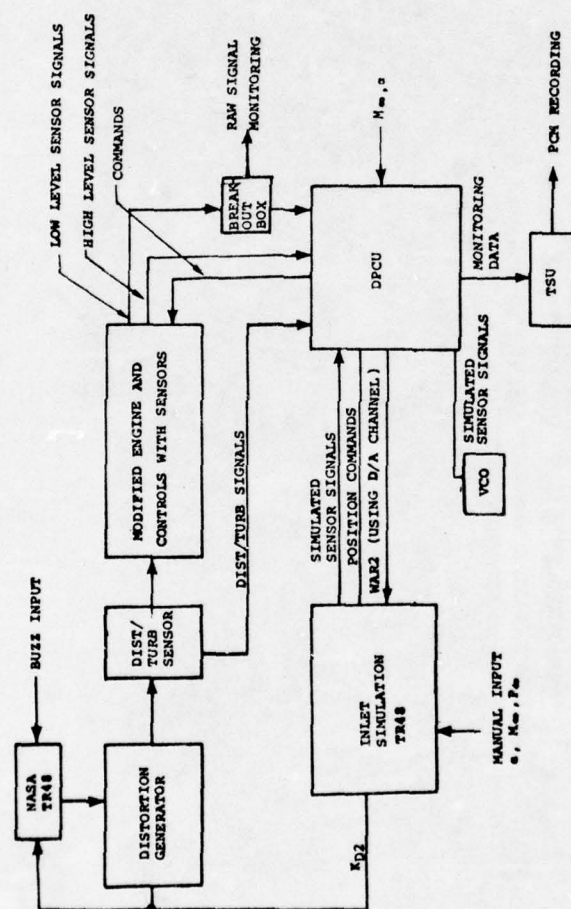 LOW LEVEL SENSOR SIGNALS
HIGH LEVEL SENSOR SIGNALS
COMMANDS
RAW SIGNAL
MONITORING
BREAK
OUT
BOX
M∞,α
BUZZ INPUT
NASA
TR48
MODIFIED ENGINE AND
CONTROLS WITH SENSORS
DIST/
TURB
SENSOR
DISTORTION
GENERATOR
DIST/TURB SIGNALS
DPCU
SIMULATED
SENSOR SIGNALS
POSITION COMMANDS
WAR2 (USING D/A CHANNEL)
INLET
SIMULATION
TR48
KD2
MANUAL INPUT
α, M∞, P∞
SIMULATED
SENSOR SIGNALS
VCO
MONITORING
DATA
TSU
PCM RECORDING